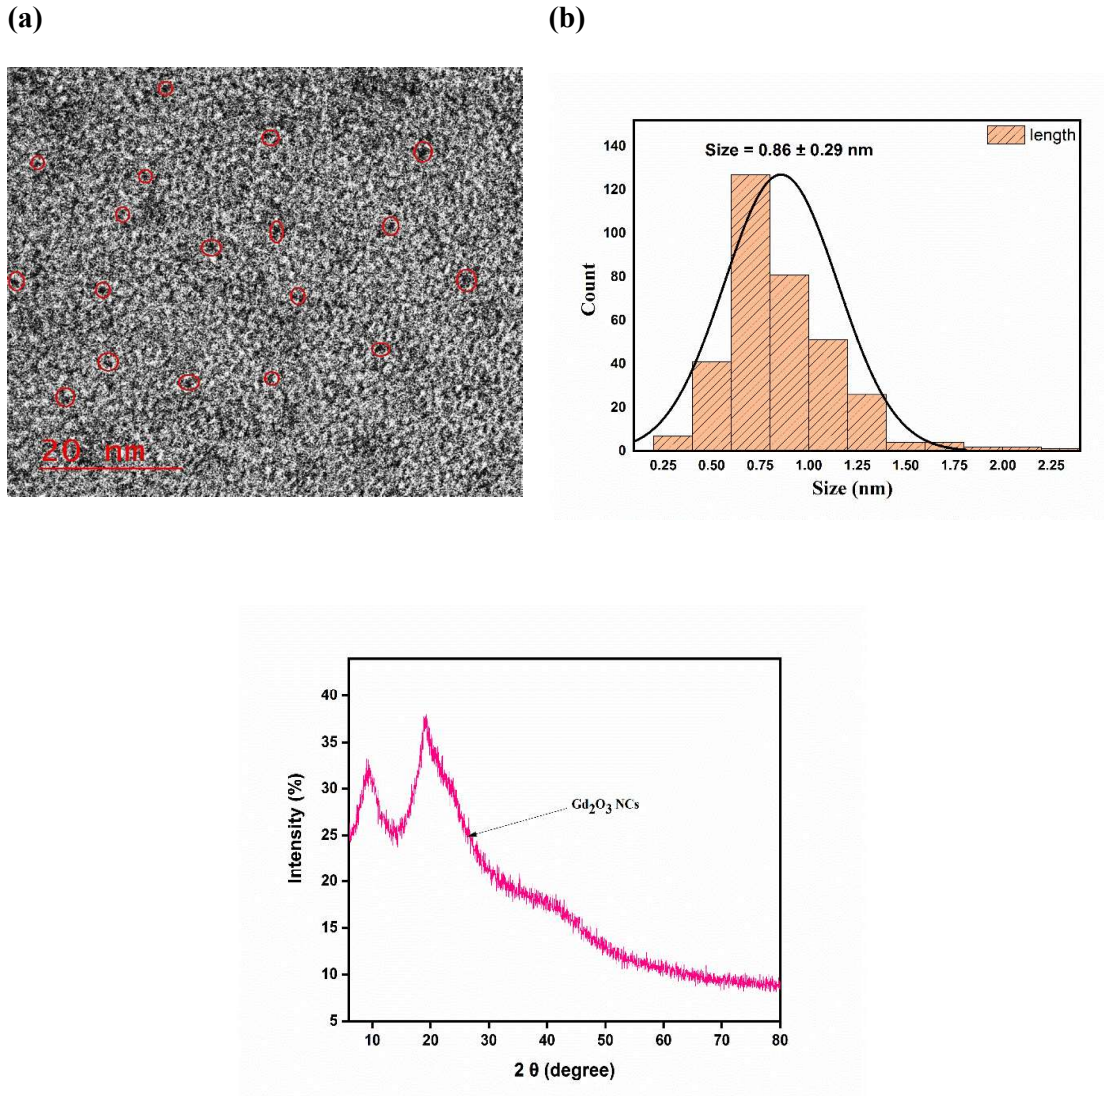 (a)
(b)
20 nm
length
Size = 0.86 ± 0.29 nm
140
120
100
80
60
40
20
0
Count
0.25 0.50 0.75 1.00 1.25 1.50 1.75 2.00 2.25
Size (nm)
40
35
30
25
20
15
10
5
Intensity (%)
Gd₂O₃ NCs
10 20 30 40 50 60 70 80
2 θ (degree)